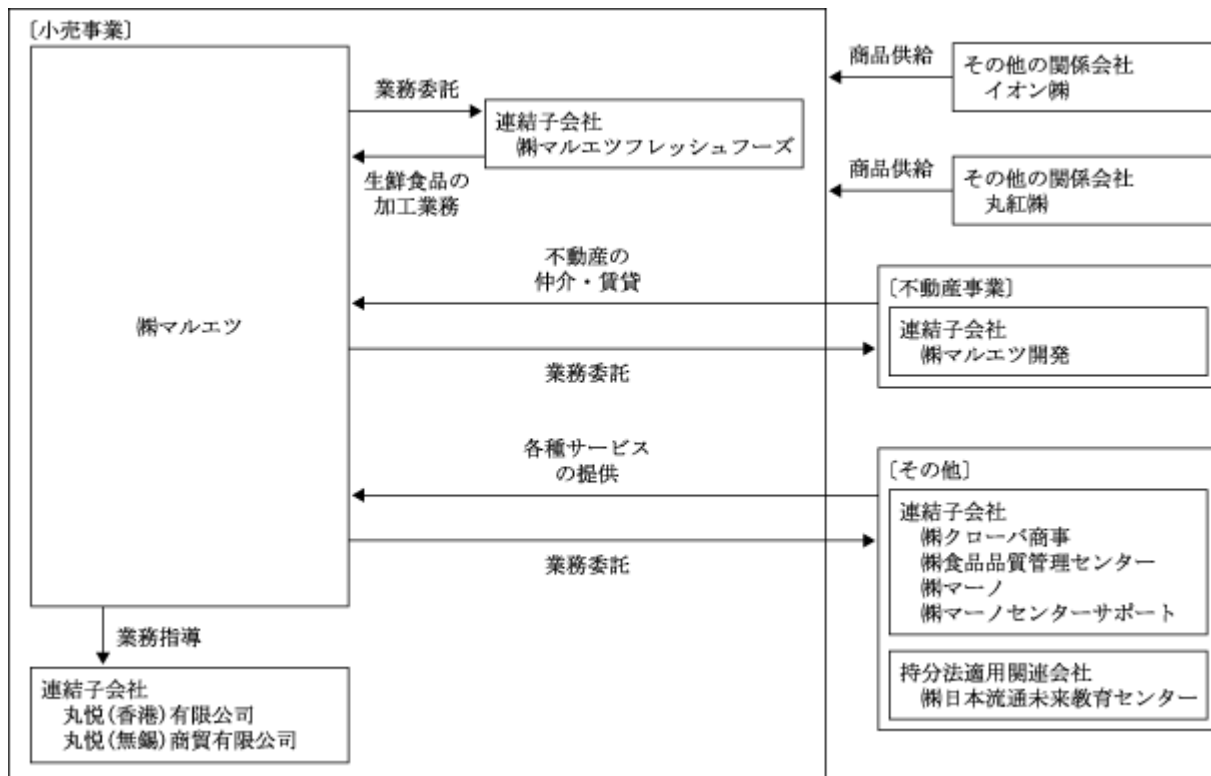 〔小売事業〕
㈱マルエツ
業務委託
生鮮食品の
加工業務
連結子会社
㈱マルエツフレッシュフーズ
商品供給
その他の関係会社
イオン㈱
商品供給
その他の関係会社
丸紅㈱
不動産の
仲介・賃貸
業務委託
〔不動産事業〕
連結子会社
㈱マルエツ開発
各種サービス
の提供
業務委託
〔その他〕
連結子会社
㈱クローバ商事
㈱食品品質管理センター
㈱マーノ
㈱マーノセンターサポート
持分法適用関連会社
㈱日本流通未来教育センター
業務指導
連結子会社
丸悦(香港)有限公司
丸悦(無錫)商貿有限公司